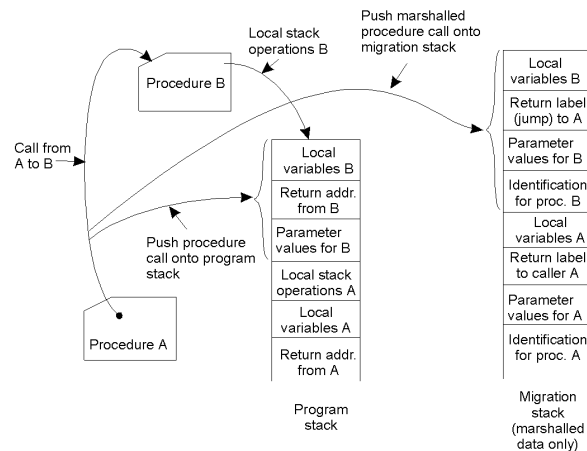 Push marshalled
procedure call onto
migration stack
Local stack
operations B
Procedure B
Call from
A to B
Push procedure
call onto program
stack
Procedure A
Local
variables B
Return addr.
from B
Parameter
values for B
Local stack
operations A
Local
variables A
Return addr.
from A
Program
stack
Local
variables B
Return label
(jump) to A
Parameter
values for B
Identification
for proc. B
Local
variables A
Return label
to caller A
Parameter
values for A
Identification
for proc. A
Migration
stack
(marshalled
data only)